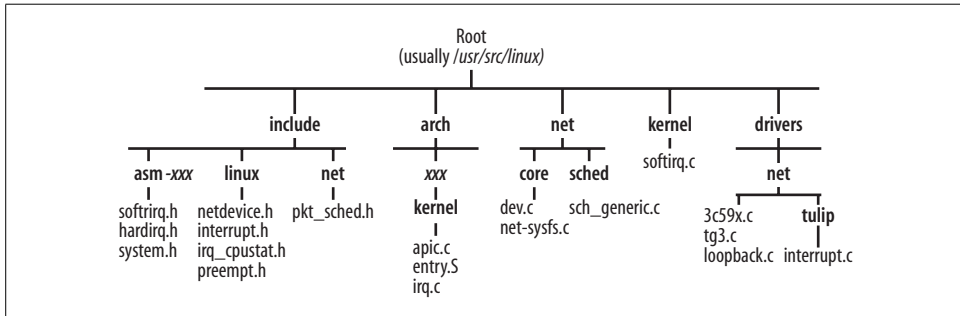 Root
(usually /usr/src/linux)
include arch net kernel drivers
asm -xxx linux net xxx core sched softirq.c net
kernel
softrirq.h netdevice.h pkt_sched.h dev.c sch_generic.c 3c59x.c tulip
hardirq.h interrupt.h apic.c net-sysfs.c tg3.c
system.h irq_cpustat.h entry.S loopback.c interrupt.c
preempt.h irq.c